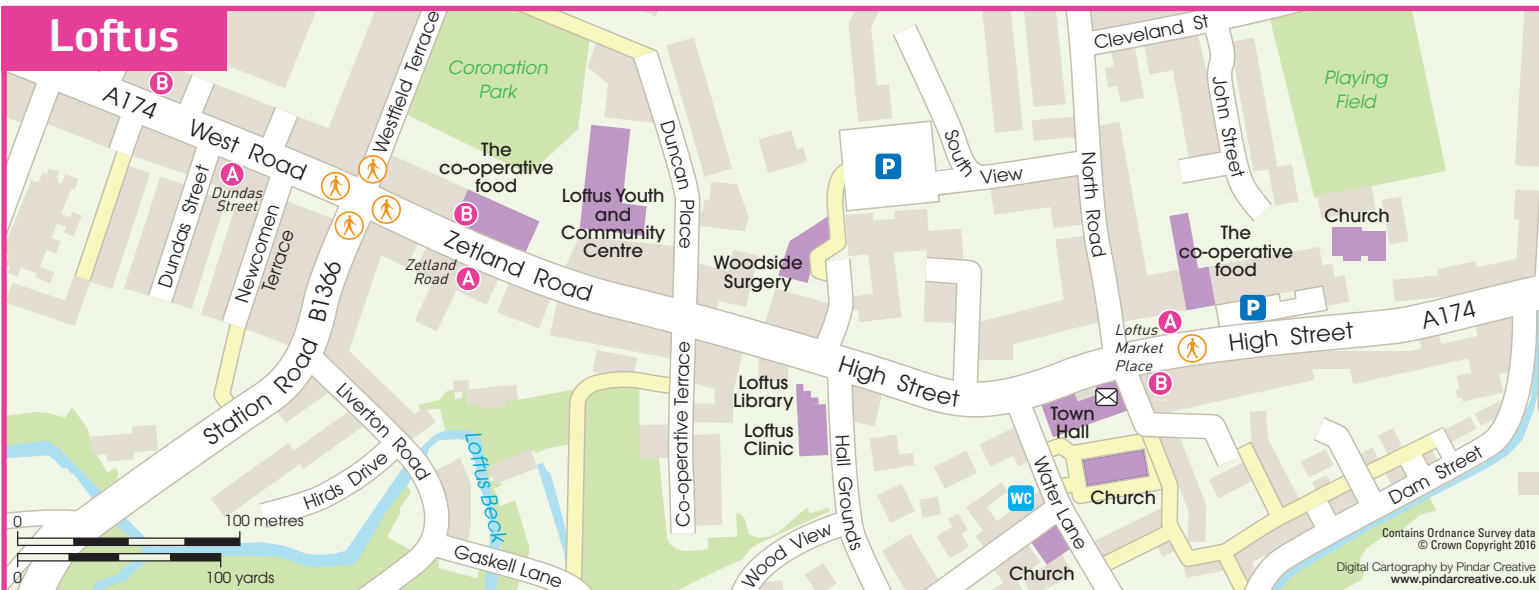 Loftus
B
A174
West Road
A
Dundas
Street
Dundas Street
Newcomen
Terrace
Westfield Terrace
Coronation
Park
The
co-operative
food
B
Zetland Road
Zetland
Road
A
Loftus Youth
and
Community
Centre
Duncan Place
Woodside
Surgery
P
South
View
North Road
Cleveland St
John Street
Playing
Field
Church
The
co-operative
food
P
A
Loftus
Market
Place
B
High Street
A174
High Street
Station Road B1366
Liverton Road
Hirds Drive
Loftus Beck
Gaskell Lane
Co-operative Terrace
Loftus
Library
Loftus
Clinic
Hall Grounds
Wood View
Town
Hall
WC
Water Lane
Church
Church
Dam Street
0
100 metres
0
100 yards
Contains Ordnance Survey data
© Crown Copyright 2016
Digital Cartography by Pindar Creative
www.pindarcreative.co.uk